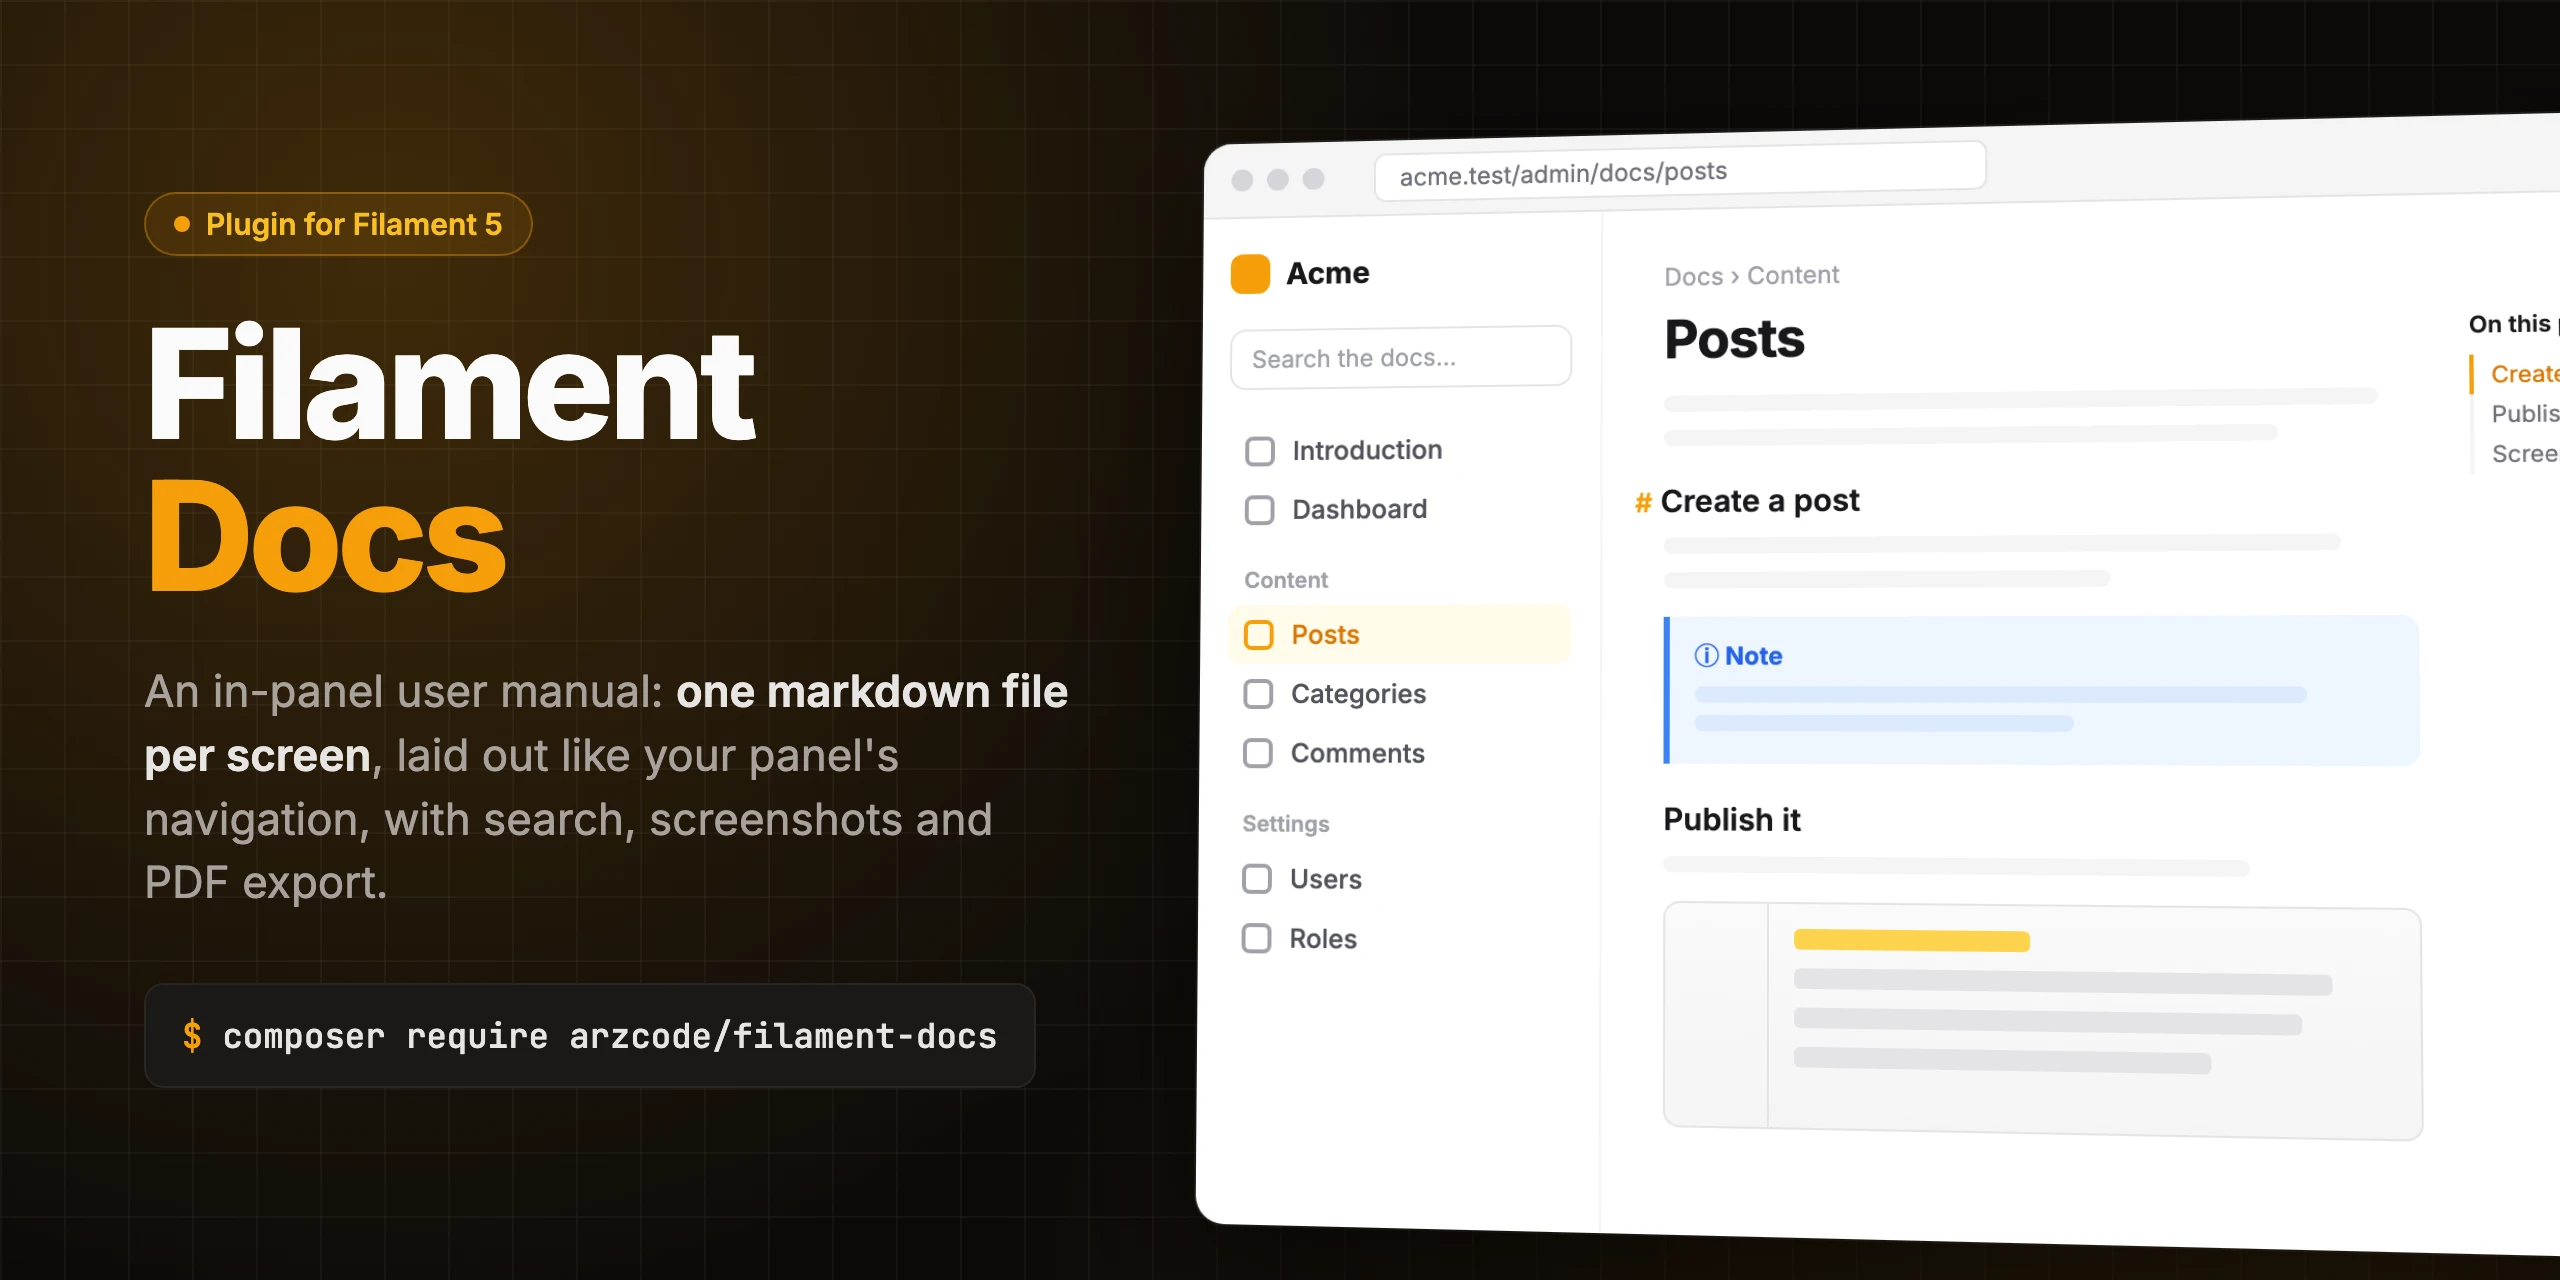 Plugin for Filament 5
Filament
Docs
An in-panel user manual: one markdown file
per screen, laid out like your panel's
navigation, with search, screenshots and
PDF export.
$ composer require arzcode/filament-docs
acme.test/admin/docs/posts
Acme
Search the docs...
Introduction
Dashboard
Content
Posts
Categories
Comments
Settings
Users
Roles
Docs › Content
Posts
# Create a post
Note
Publish it
On this
Create
Publis
Scree